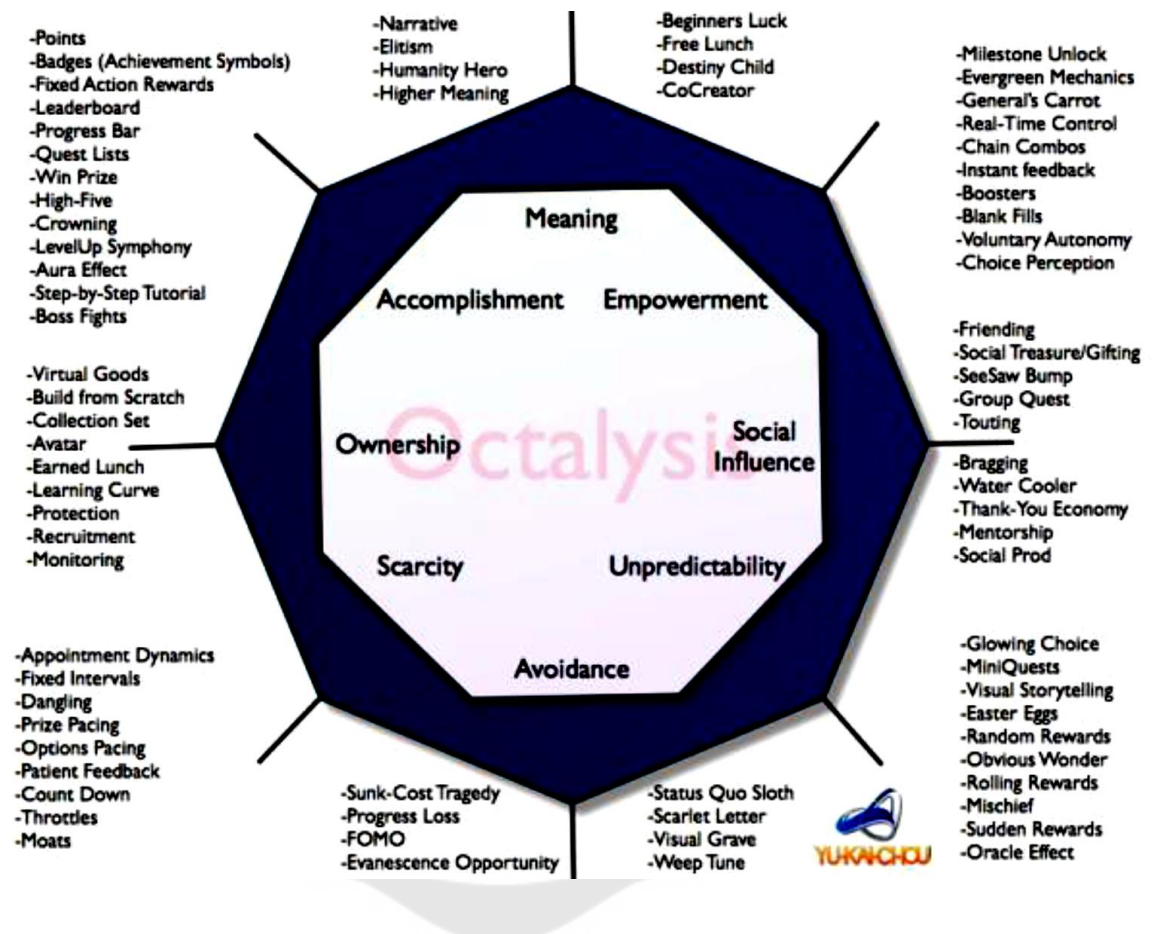 -Points
-Badges (Achievement Symbols)
-Fixed Action Rewards
-Leaderboard
-Progress Bar
-Quest Lists
-Win Prize
-High-Five
-Crowning
-LevelUp Symphony
-Aura Effect
-Step-by-Step Tutorial
-Boss Fights
-Narrative
-Elitism
-Humanity Hero
-Higher Meaning
-Beginners Luck
-Free Lunch
-Destiny Child
-CoCreator
-Milestone Unlock
-Evergreen Mechanics
-General's Carrot
-Real-Time Control
-Chain Combos
-Instant feedback
-Boosters
-Blank Fills
-Voluntary Autonomy
-Choice Perception
Meaning
Accomplishment
Empowerment
Octalysis
Ownership
Social
Influence
Scarcity
Unpredictability
Avoidance
-Virtual Goods
-Build from Scratch
-Collection Set
-Avatar
-Earned Lunch
-Learning Curve
-Protection
-Recruitment
-Monitoring
-Friending
-Social Treasure/Gifting
-SeeSaw Bump
-Group Quest
-Touting
-Bragging
-Water Cooler
-Thank-You Economy
-Mentorship
-Social Prod
-Appointment Dynamics
-Fixed Intervals
-Dangling
-Prize Pacing
-Options Pacing
-Patient Feedback
-Count Down
-Throttles
-Moats
-Sunk-Cost Tragedy
-Progress Loss
-FOMO
-Evanescence Opportunity
-Status Quo Sloth
-Scarlet Letter
-Visual Grave
-Weep Tune
YU-KAI-CHOU
-Glowing Choice
-MiniQuests
-Visual Storytelling
-Easter Eggs
-Random Rewards
-Obvious Wonder
-Rolling Rewards
-Mischief
-Sudden Rewards
-Oracle Effect